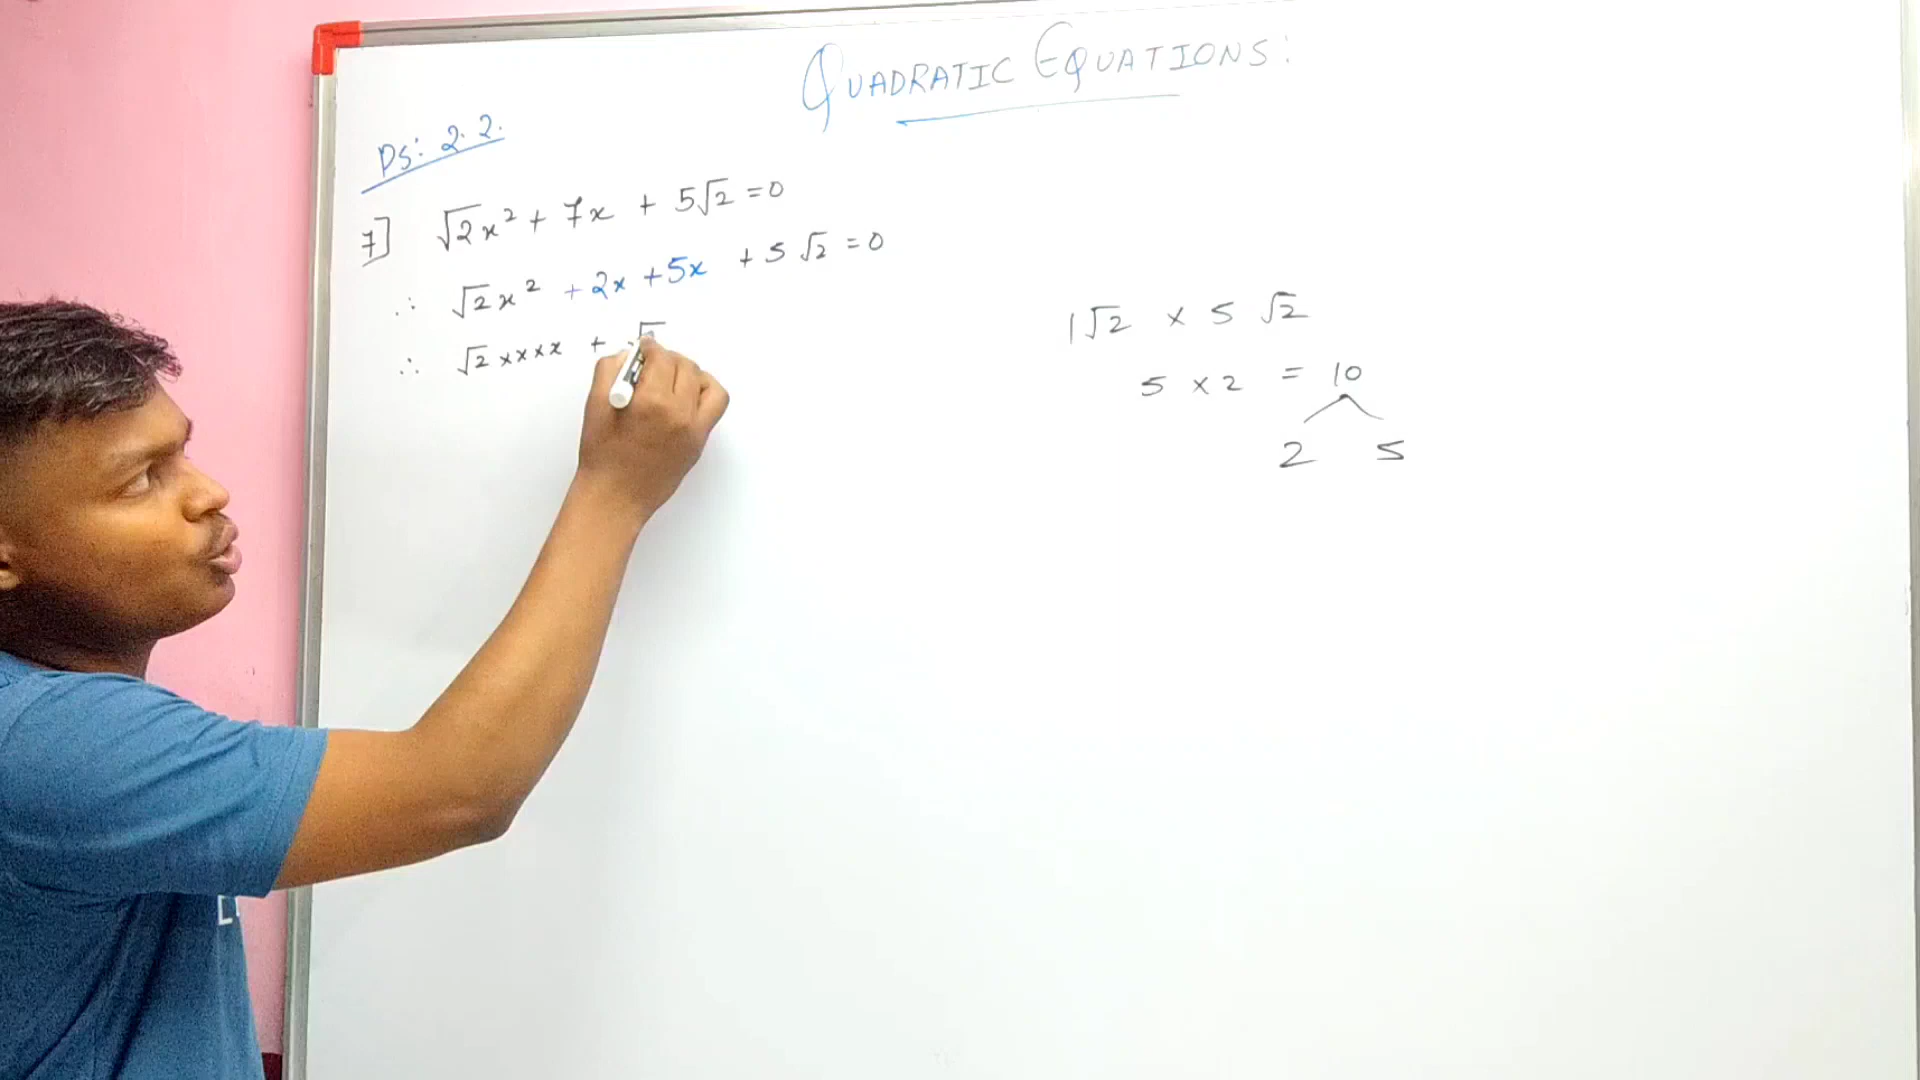 QUADRATIC EQUATIONS:
PS: 2.2.
7] √2x² + 7x + 5√2 = 0
∴ √2x² + 2x + 5x + 5√2 = 0
∴ √2 × x × x + √
1√2 × 5√2
5 × 2 = 10
2 5